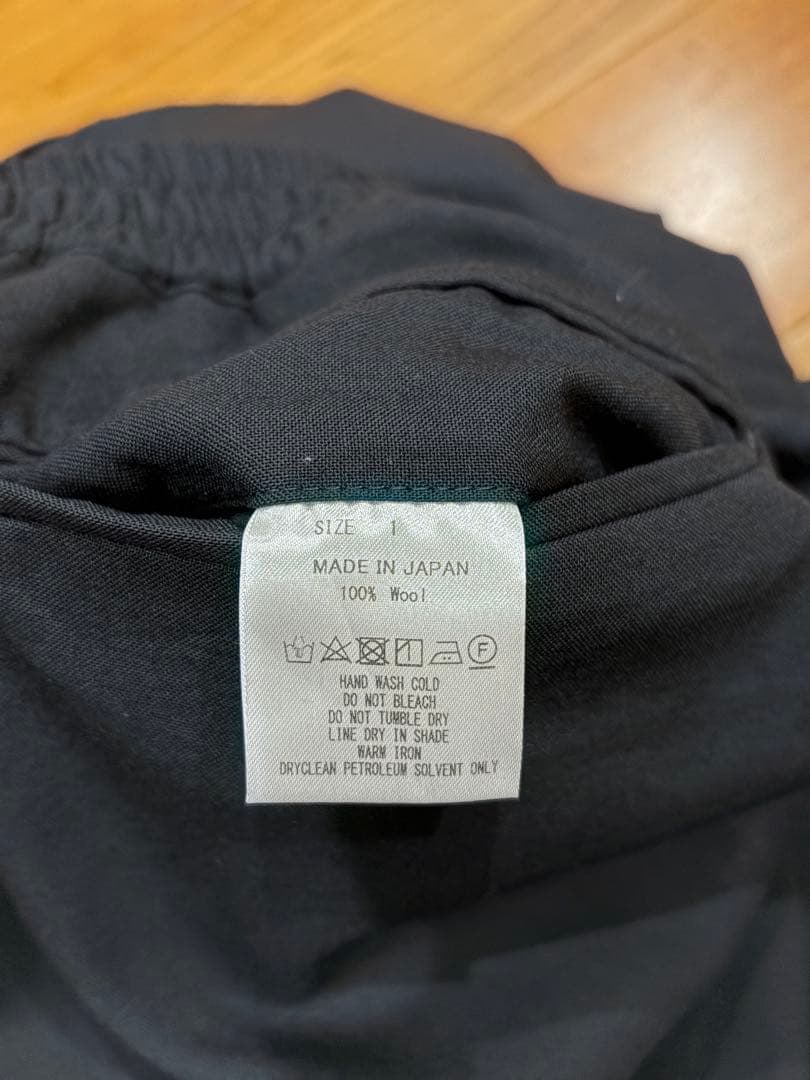 SIZE 1
MADE IN JAPAN
100% Wool
F
HAND WASH COLD
DO NOT BLEACH
DO NOT TUMBLE DRY
LINE DRY IN SHADE
WARM IRON
DRYCLEAN PETROLEUM SOLVENT ONLY